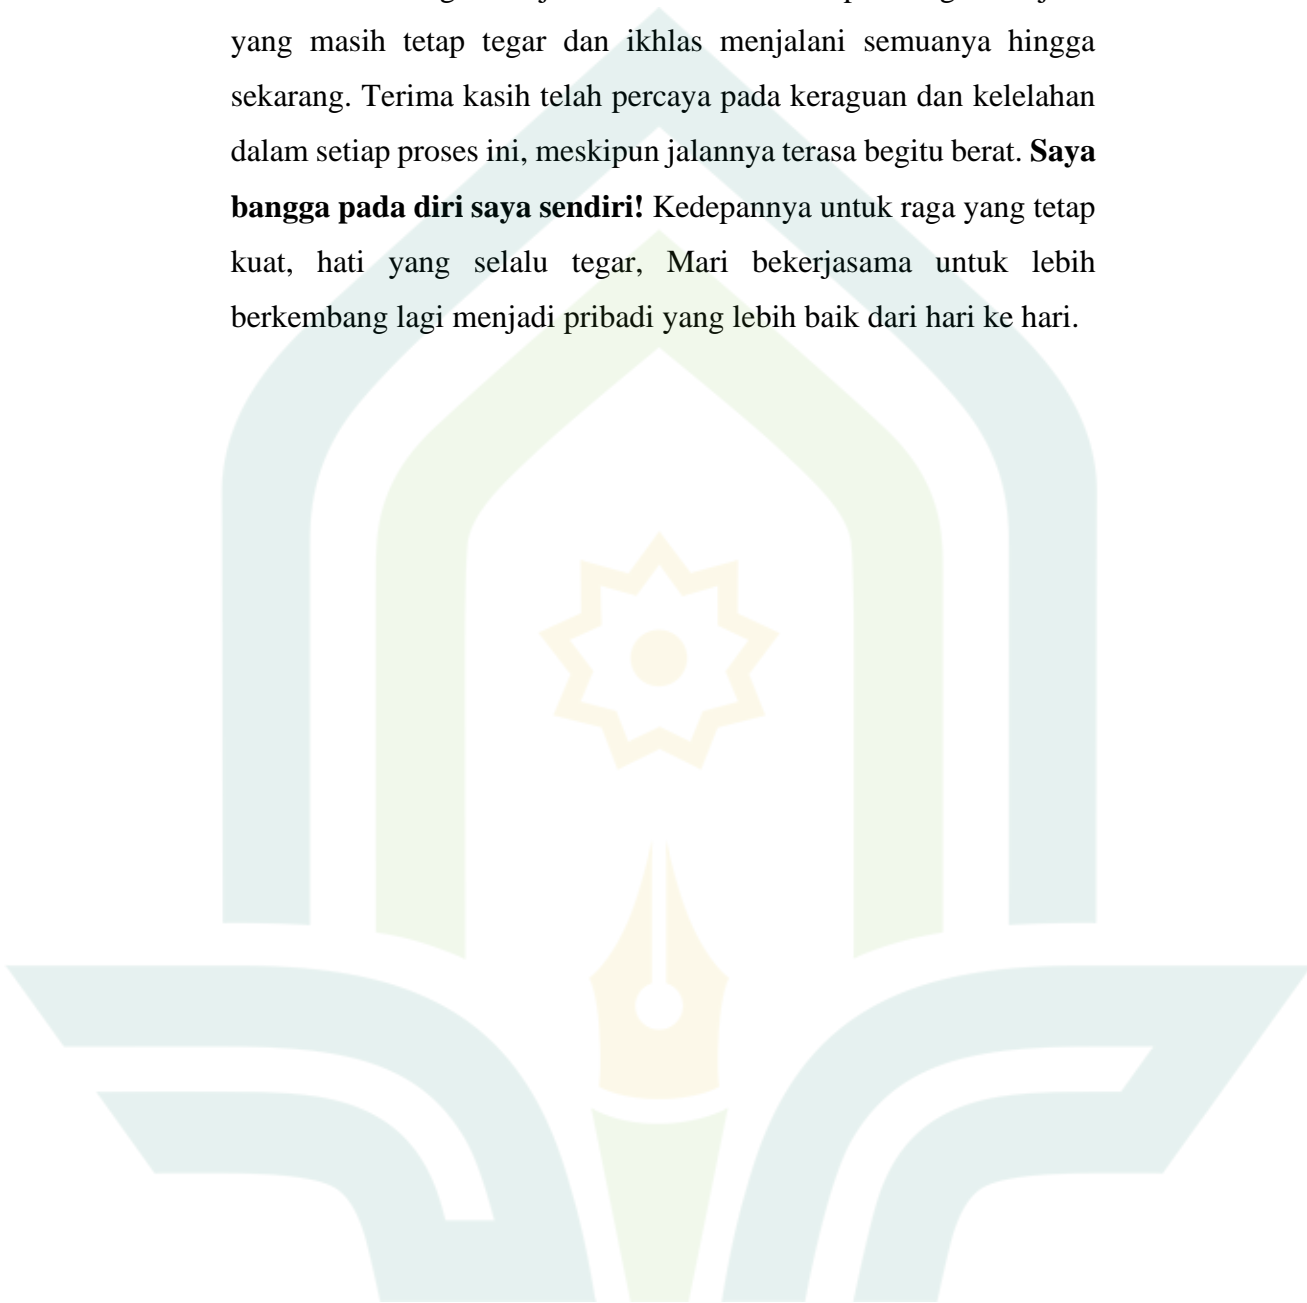 yang masih tetap tegar dan ikhlas menjalani semuanya hingga
sekarang. Terima kasih telah percaya pada keraguan dan kelelahan
dalam setiap proses ini, meskipun jalannya terasa begitu berat. Saya
bangga pada diri saya sendiri! Kedepannya untuk raga yang tetap
kuat, hati yang selalu tegar, Mari bekerjasama untuk lebih
berkembang lagi menjadi pribadi yang lebih baik dari hari ke hari.